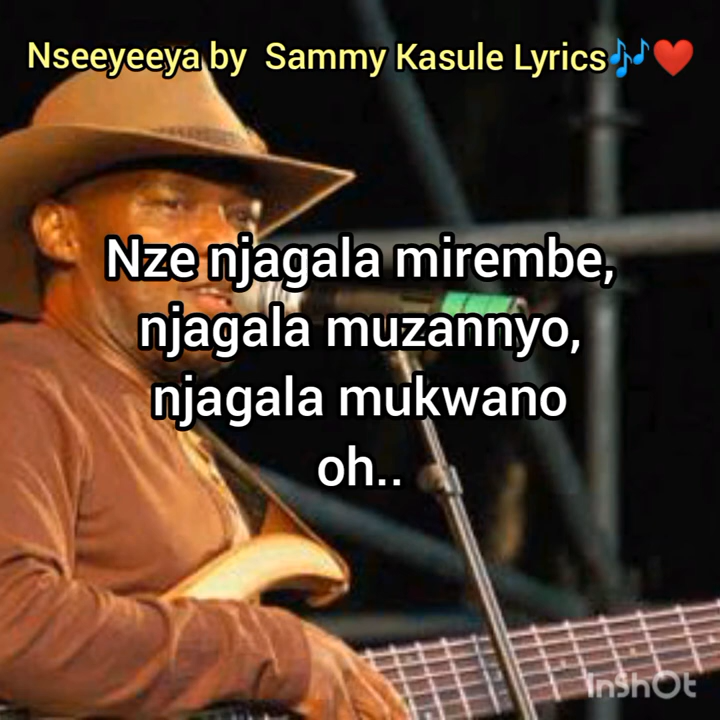 Nseeyeeya by Sammy Kasule Lyrics🎶❤️
Nze njagala mirembe,
njagala muzannyo,
njagala mukwano
oh..
InShOt